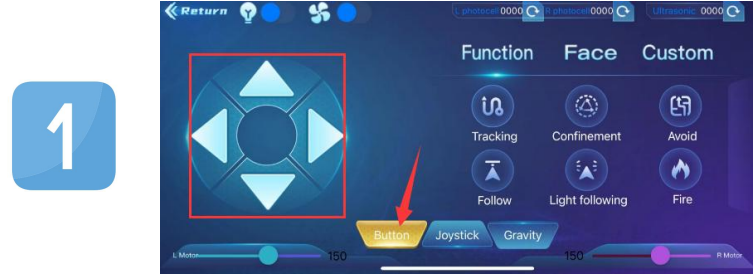 1
Return
L photocell 0000 R photocell 0000 Ultrasonic 0000
Function Face Custom
Tracking Confinement Avoid
Follow Light following Fire
Button Joystick Gravity
L Motor 150 150 R Motor